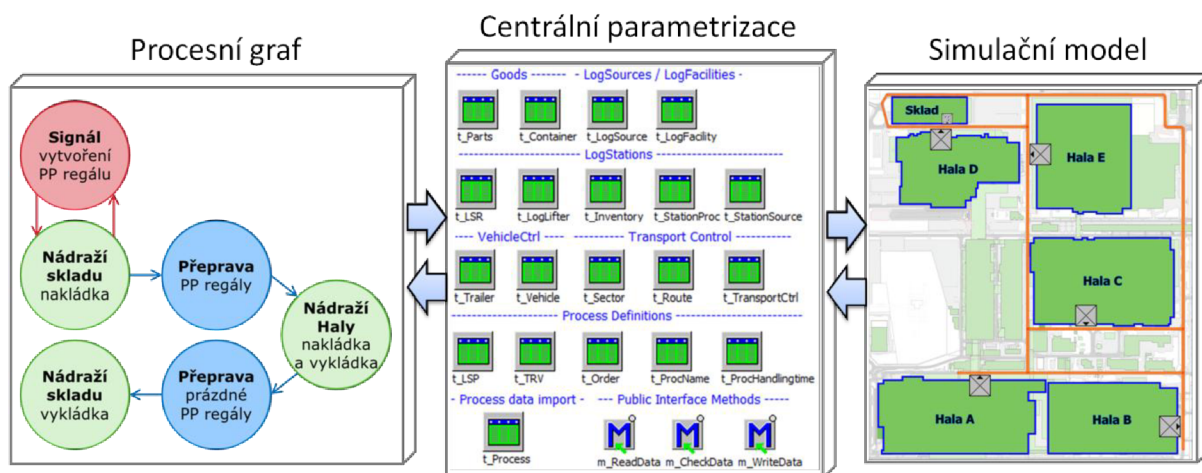 Procesní graf
Signál
vytvoření
PP regálu
Nádraží
skladu
nakládka
Přeprava
PP regály
Nádraží
Haly
nakládka
a vykládka
Nádraží
skladu
vykládka
Přeprava
prázdné
PP regály
Centrální parametrizace
------ Goods ------- - LogSources / LogFacilities -
t_Parts t_Container t_LogSource t_LogFacility
---------------------- LogStations ----------------------
t_LSR t_LogLifter t_Inventory t_StationProc t_StationSource
---- VehicleCtrl ---- --------- Transport Control ----------
t_Trailer t_Vehicle t_Sector t_Route t_TransportCtrl
------------------ Process Definitions -------------------
t_LSP t_TRV t_Order t_ProcName t_ProcHandlingtime
- Process data import - --- Public Interface Methods -----
t_Process m_ReadData m_CheckData m_WriteData
Simulační model
Sklad
Hala D
Hala E
Hala C
Hala A
Hala B